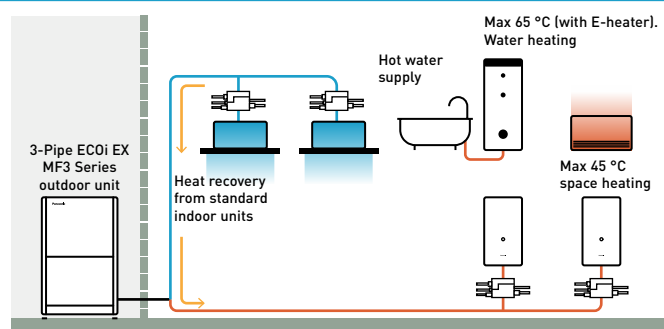 Max 65 °C (with E-heater).
Water heating
Hot water
supply
3-Pipe ECOi EX
MF3 Series
outdoor unit
Heat recovery
from standard
indoor units
Max 45 °C
space heating
Panasonic